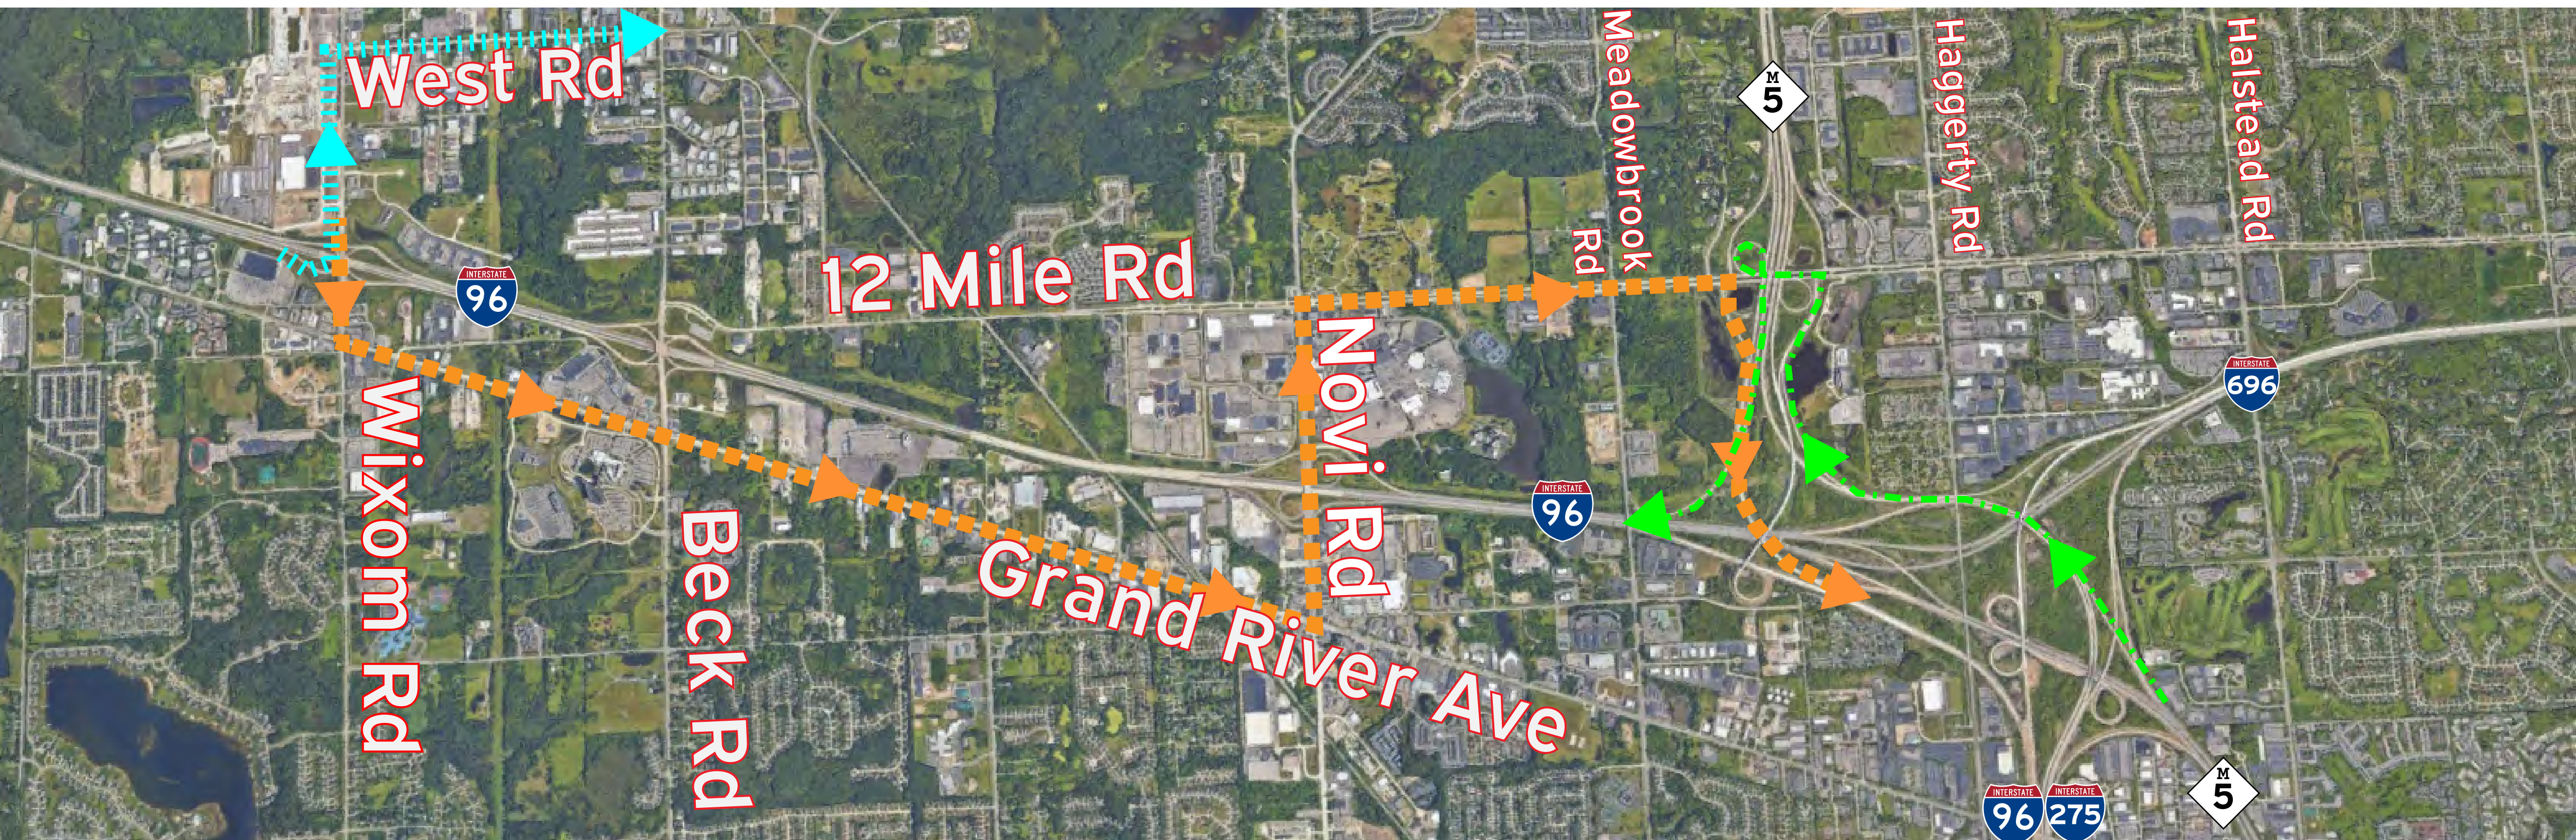 West Rd
Meadowbrook
Rd
M
5
Haggerty Rd
Halstead Rd
INTERSTATE
96
12 Mile Rd
Novi Rd
Wixom Rd
INTERSTATE
696
INTERSTATE
96
Beck Rd
Grand River Ave
INTERSTATE
96
INTERSTATE
275
M
5